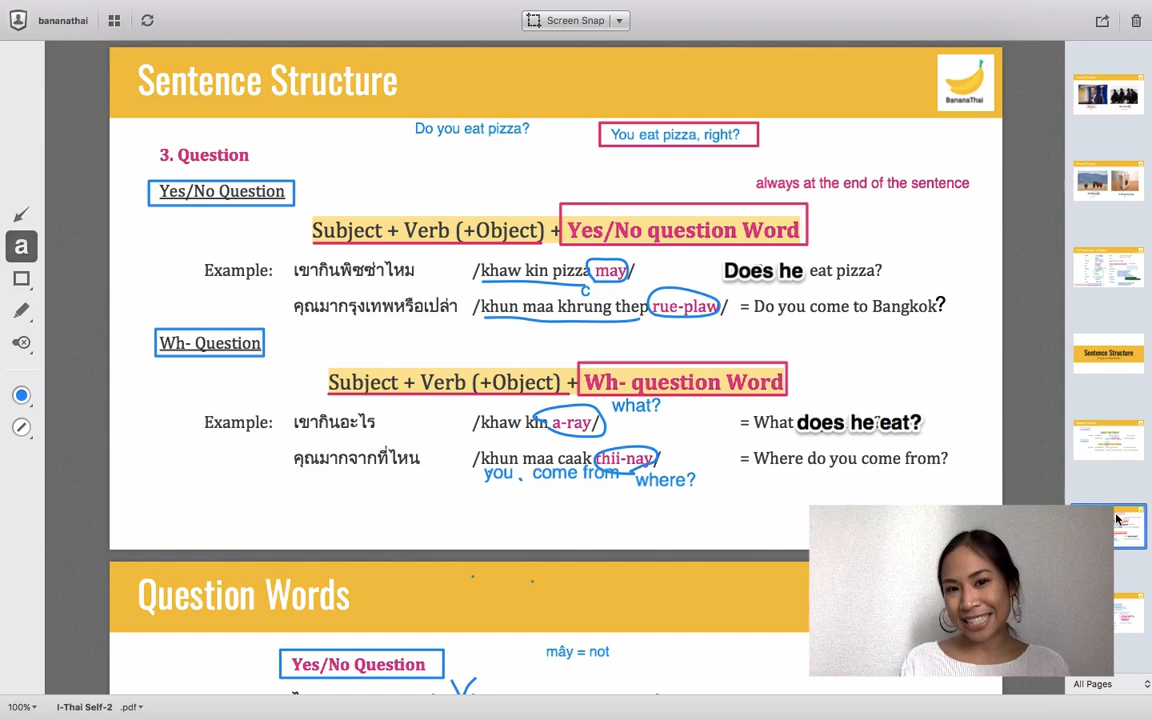 bananathai
Screen Snap
Sentence Structure
BananaThai
Do you eat pizza?
You eat pizza, right?
3. Question
Yes/No Question
always at the end of the sentence
Subject + Verb (+Object) + Yes/No question Word
Example: เขากินพิซซ่าไหม /khaw kin pizza may/ Does he eat pizza?
คุณมากรุงเทพหรือเปล่า /khun maa khrung thep rue-plaw / = Do you come to Bangkok?
Wh- Question
Subject + Verb (+Object) + Wh- question Word
what?
Example: เขากินอะไร /khaw kin a-ray/ = What does he eat?
คุณมาจากที่ไหน /khun maa caak thii-nay/ = Where do you come from?
you come from where?
Question Words
Yes/No Question
mây = not
Sentence Structure
All Pages
100% I-Thai Self-2 .pdf